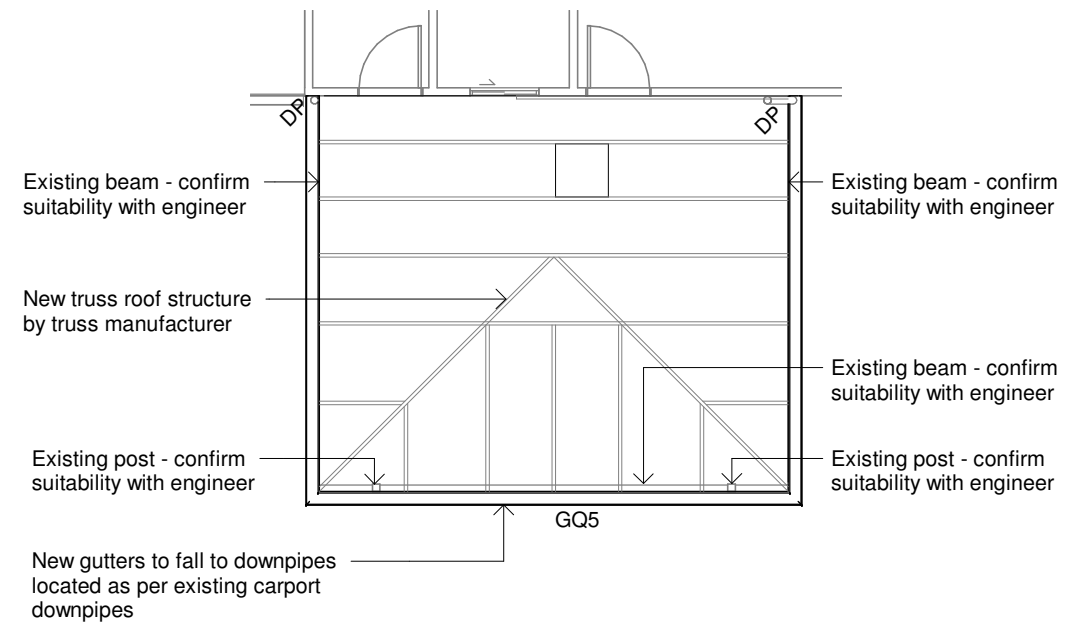 DP
DP
Existing beam - confirm
suitability with engineer
Existing beam - confirm
suitability with engineer
New truss roof structure
by truss manufacturer
Existing beam - confirm
suitability with engineer
Existing post - confirm
suitability with engineer
Existing post - confirm
suitability with engineer
GQ5
New gutters to fall to downpipes
located as per existing carport
downpipes